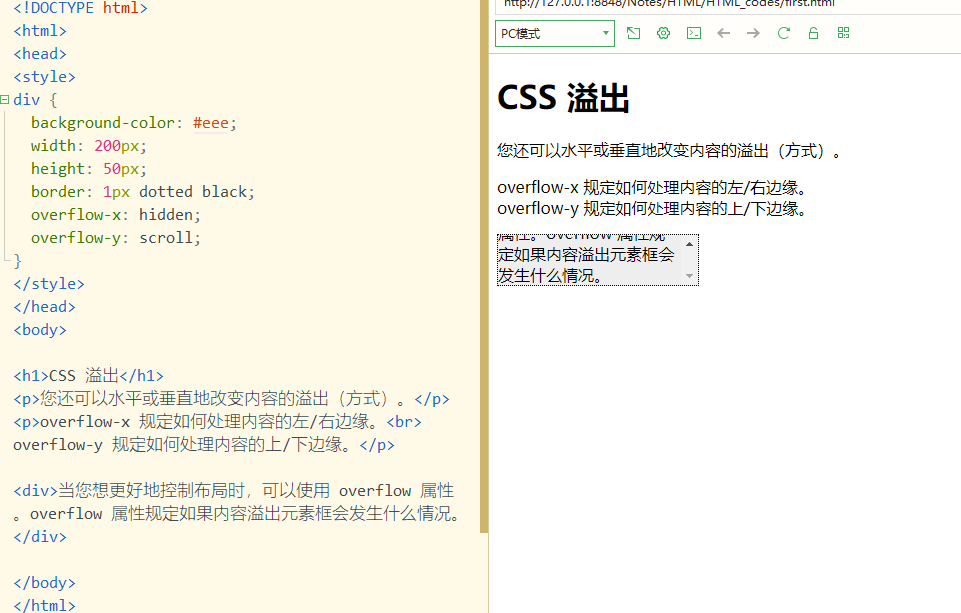 <!DOCTYPE html>
<html>
<head>
<style>
div {
background-color: #eee;
width: 200px;
height: 50px;
border: 1px dotted black;
overflow-x: hidden;
overflow-y: scroll;
}
</style>
</head>
<body>
<h1>CSS 溢出</h1>
<p>您还可以水平或垂直地改变内容的溢出（方式）。</p>
<p>overflow-x 规定如何处理内容的左/右边缘。<br>
overflow-y 规定如何处理内容的上/下边缘。</p>
<div>当您想更好地控制布局时，可以使用 overflow 属性
。overflow 属性规定如果内容溢出元素框会发生什么情况。
</div>
</body>
</html>
http://127.0.0.1:8848/Notes/HTML/HTML_codes/first.html
PC模式
CSS 溢出
您还可以水平或垂直地改变内容的溢出（方式）。
overflow-x 规定如何处理内容的左/右边缘。
overflow-y 规定如何处理内容的上/下边缘。
属性。overflow 属性规
定如果内容溢出元素框会
发生什么情况。